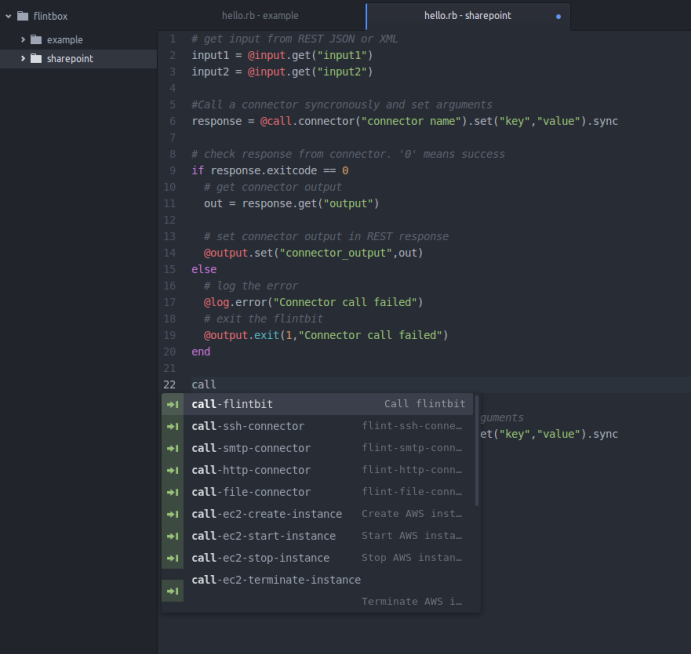 flintbox
example
sharepoint
hello.rb - example
hello.rb - sharepoint
1 # get input from REST JSON or XML
2 input1 = @input.get("input1")
3 input2 = @input.get("input2")
4
5 #Call a connector syncronously and set arguments
6 response = @call.connector("connector name").set("key","value").sync
7
8 # check response from connector. '0' means success
9 if response.exitcode == 0
10 # get connector output
11 out = response.get("output")
12
13 # set connector output in REST response
14 @output.set("connector_output",out)
15 else
16 # log the error
17 @log.error("Connector call failed")
18 # exit the flintbit
19 @output.exit(1,"Connector call failed")
20 end
21
22 call
call-flintbit Call flintbit
guments
call-ssh-connector flint-ssh-conne…
et("key","value").sync
call-smtp-connector flint-smtp-conn…
call-http-connector flint-http-conn…
call-file-connector flint-file-conn…
call-ec2-create-instance Create AWS inst…
call-ec2-start-instance Start AWS insta…
call-ec2-stop-instance Stop AWS instan…
call-ec2-terminate-instance
Terminate AWS i…